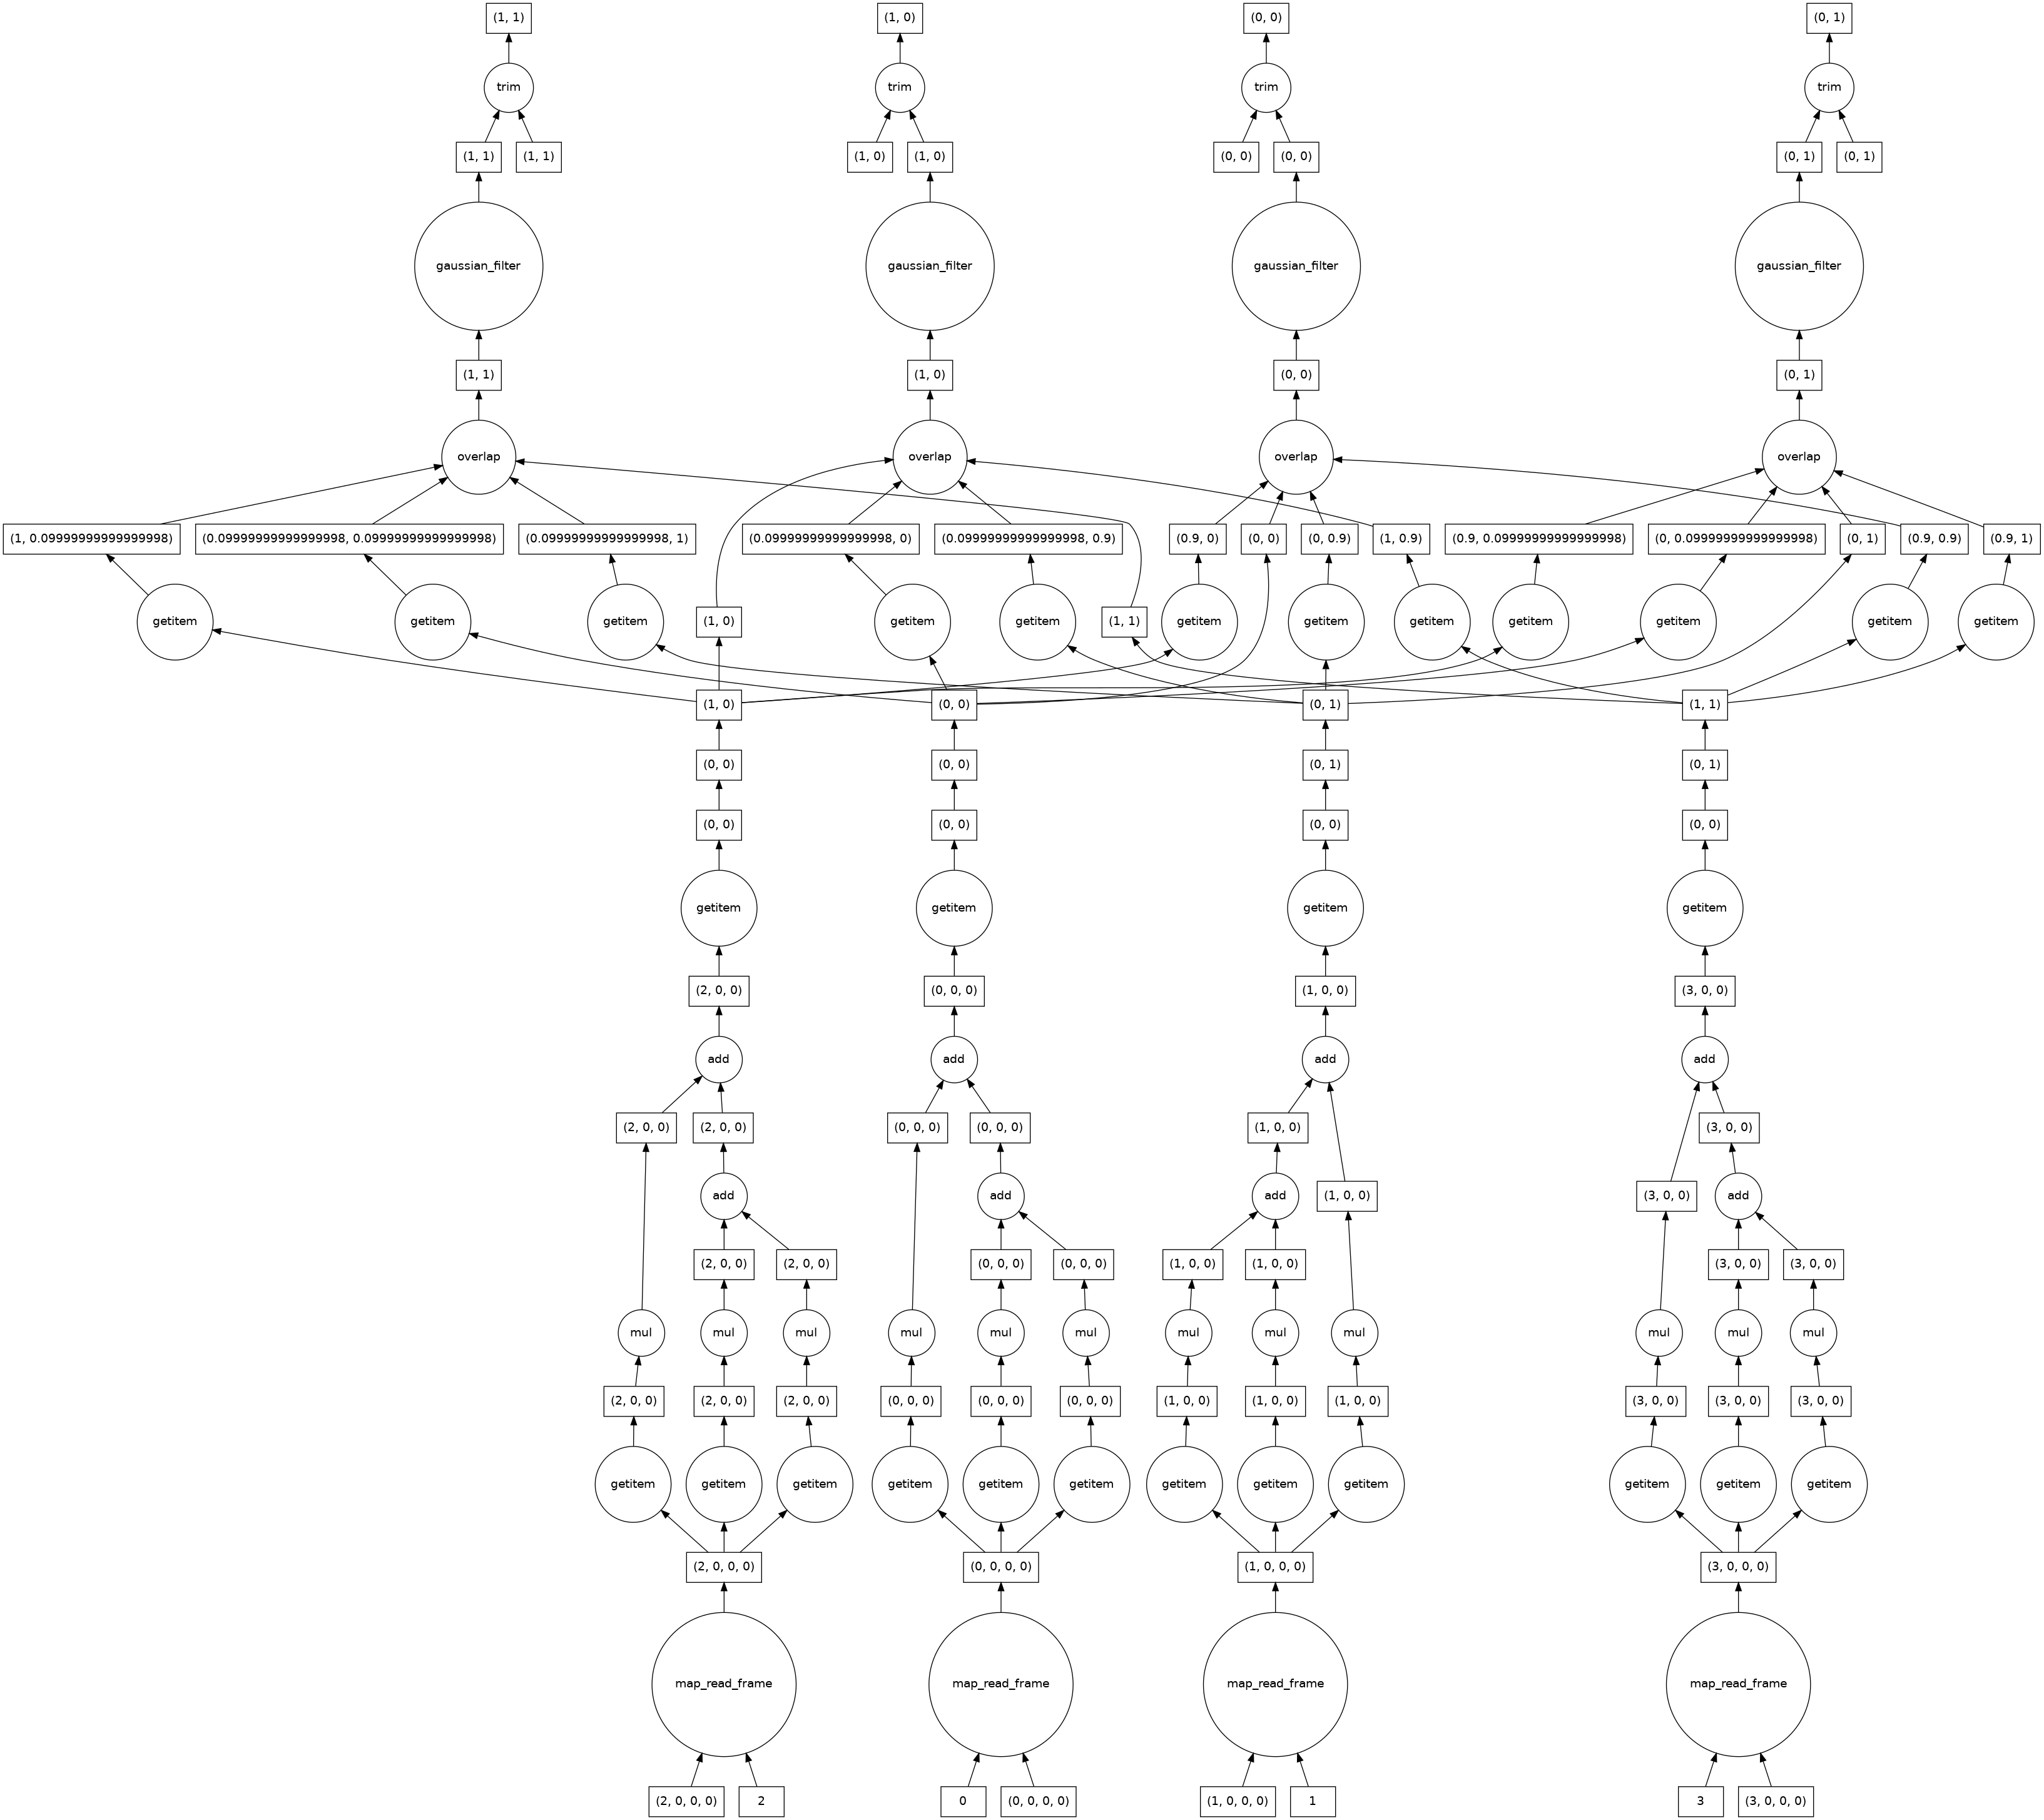 (1, 1)
(1, 0)
(0, 0)
(0, 1)
trim
trim
trim
trim
(1, 1)
(1, 1)
(1, 0)
(1, 0)
(0, 0)
(0, 0)
(0, 1)
(0, 1)
gaussian_filter
gaussian_filter
gaussian_filter
gaussian_filter
(1, 1)
(1, 0)
(0, 0)
(0, 1)
overlap
overlap
overlap
overlap
(1, 0.09999999999999998)
(0.09999999999999998, 0.09999999999999998)
(0.09999999999999998, 1)
(0.09999999999999998, 0)
(0.09999999999999998, 0.9)
(0.9, 0)
(0, 0)
(0, 0.9)
(1, 0.9)
(0.9, 0.09999999999999998)
(0, 0.09999999999999998)
(0, 1)
(0.9, 0.9)
(0.9, 1)
getitem
getitem
getitem
(1, 0)
getitem
getitem
(1, 1)
getitem
getitem
getitem
getitem
getitem
getitem
getitem
(1, 0)
(0, 0)
(0, 1)
(1, 1)
(0, 0)
(0, 0)
(0, 1)
(0, 1)
(0, 0)
(0, 0)
(0, 0)
(0, 0)
getitem
getitem
getitem
getitem
(2, 0, 0)
(0, 0, 0)
(1, 0, 0)
(3, 0, 0)
add
add
add
add
(2, 0, 0)
(2, 0, 0)
(0, 0, 0)
(0, 0, 0)
(1, 0, 0)
(3, 0, 0)
add
add
add
(1, 0, 0)
(3, 0, 0)
add
(2, 0, 0)
(2, 0, 0)
(0, 0, 0)
(0, 0, 0)
(1, 0, 0)
(1, 0, 0)
(3, 0, 0)
(3, 0, 0)
mul
mul
mul
mul
mul
mul
mul
mul
mul
mul
mul
mul
(2, 0, 0)
(2, 0, 0)
(2, 0, 0)
(0, 0, 0)
(0, 0, 0)
(0, 0, 0)
(1, 0, 0)
(1, 0, 0)
(1, 0, 0)
(3, 0, 0)
(3, 0, 0)
(3, 0, 0)
getitem
getitem
getitem
getitem
getitem
getitem
getitem
getitem
getitem
getitem
getitem
getitem
(2, 0, 0, 0)
(0, 0, 0, 0)
(1, 0, 0, 0)
(3, 0, 0, 0)
map_read_frame
map_read_frame
map_read_frame
map_read_frame
(2, 0, 0, 0)
2
0
(0, 0, 0, 0)
(1, 0, 0, 0)
1
3
(3, 0, 0, 0)